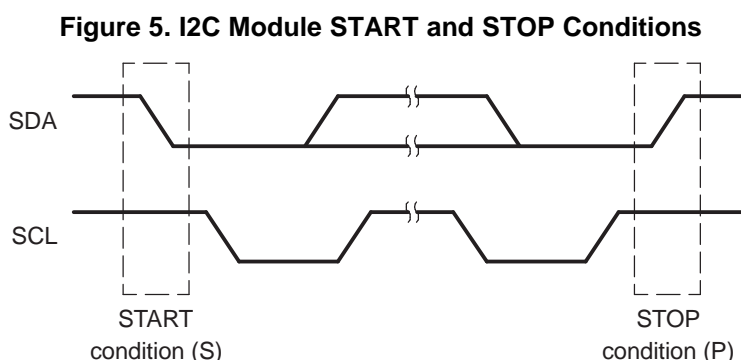 Figure 5. I2C Module START and STOP Conditions
SDA
SCL
START
condition (S)
STOP
condition (P)